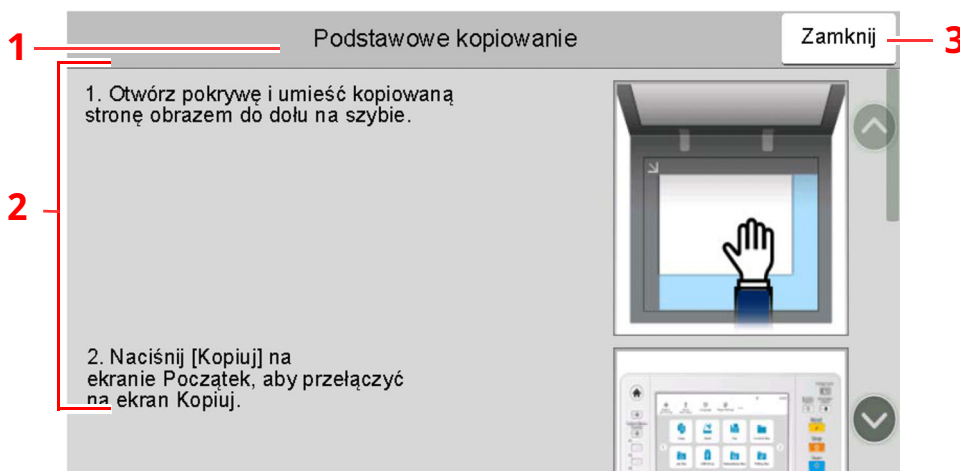 1
Podstawowe kopiowanie
Zamknij
3
2
1. Otwórz pokrywę i umieść kopiowaną
stronę obrazem do dołu na szybie.
2. Naciśnij [Kopiuj] na
ekranie Początek, aby przełączyć
na ekran Kopiuj.